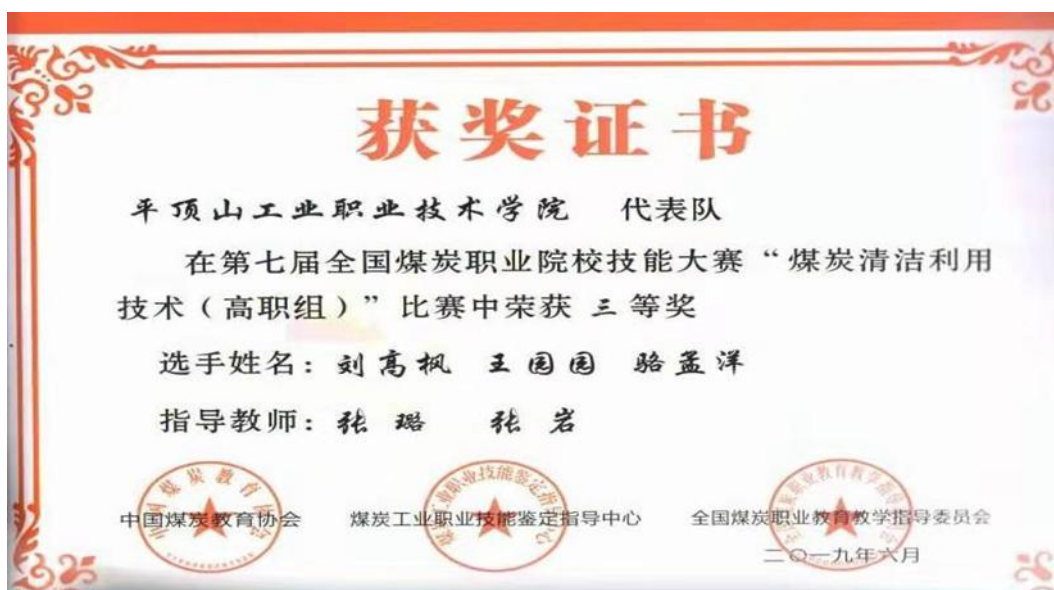 获奖证书
平顶山工业职业技术学院 代表队
在第七届全国煤炭职业院校技能大赛“煤炭清洁利用
技术(高职组)”比赛中荣获 三 等奖
选手姓名:刘高枫 王园园 骆孟洋
指导教师:张璐 张岩
中国煤炭教育协会 煤炭工业职业技能鉴定指导中心 全国煤炭职业教育教学指导委员会
二〇一九年六月